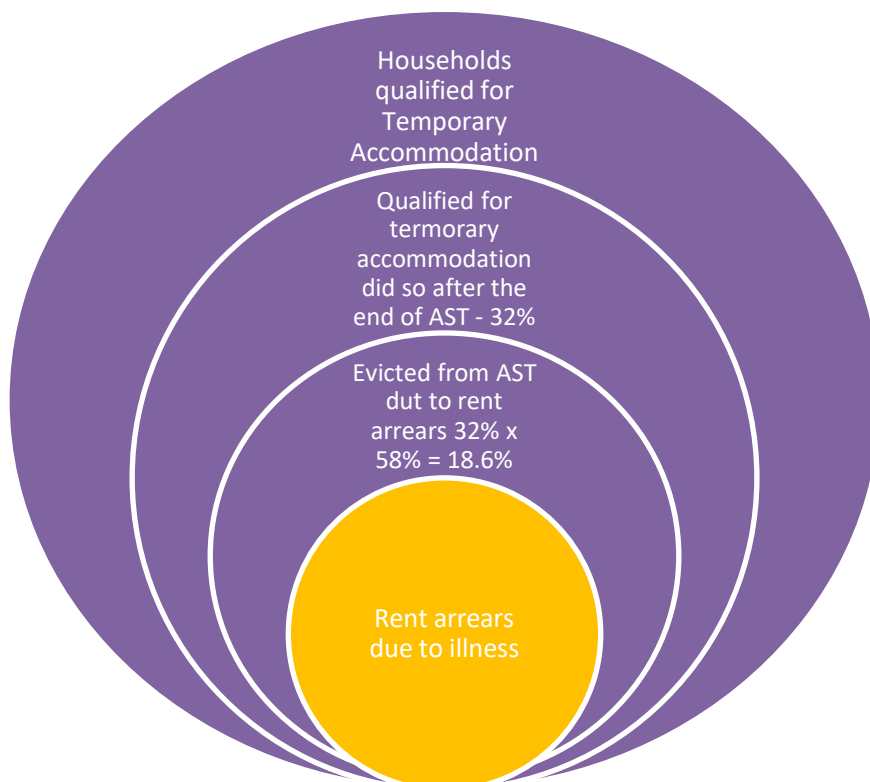 Households
qualified for
Temporary
Accommodation
Qualified for
termorary
accommodation
did so after the
end of AST - 32%
Evicted from AST
dut to rent
arrears 32% x
58% = 18.6%
Rent arrears
due to illness